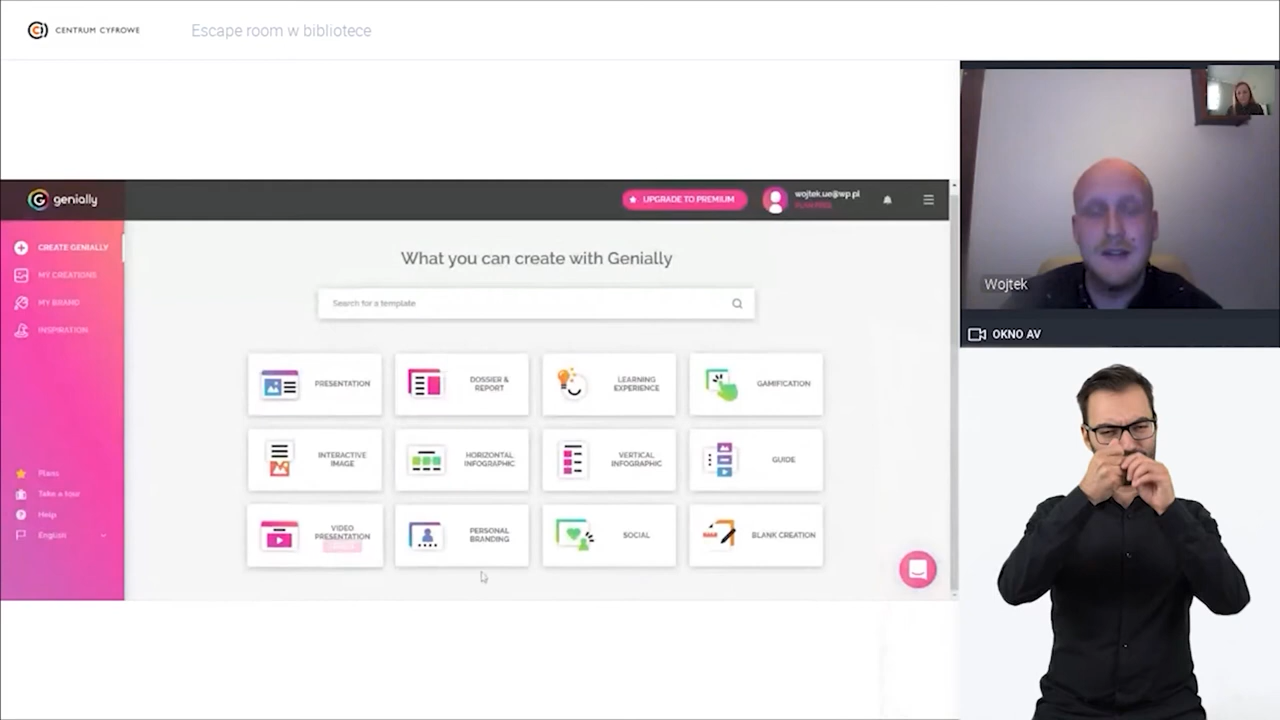 CENTRUM CYFROWE
Escape room w bibliotece
genially
UPGRADE TO PREMIUM
wojtek.ue@wp.pl
CREATE GENIALLY
MY CREATIONS
MY BRAND
INSPIRATION
What you can create with Genially
Search for a template
PRESENTATION
DOSSIER &
REPORT
LEARNING
EXPERIENCE
GAMIFICATION
INTERACTIVE
IMAGE
HORIZONTAL
INFOGRAPHIC
VERTICAL
INFOGRAPHIC
GUIDE
VIDEO
PRESENTATION
PERSONAL
BRANDING
SOCIAL
BLANK CREATION
Plans
Take a tour
Help
English
Wojtek
OKNO AV